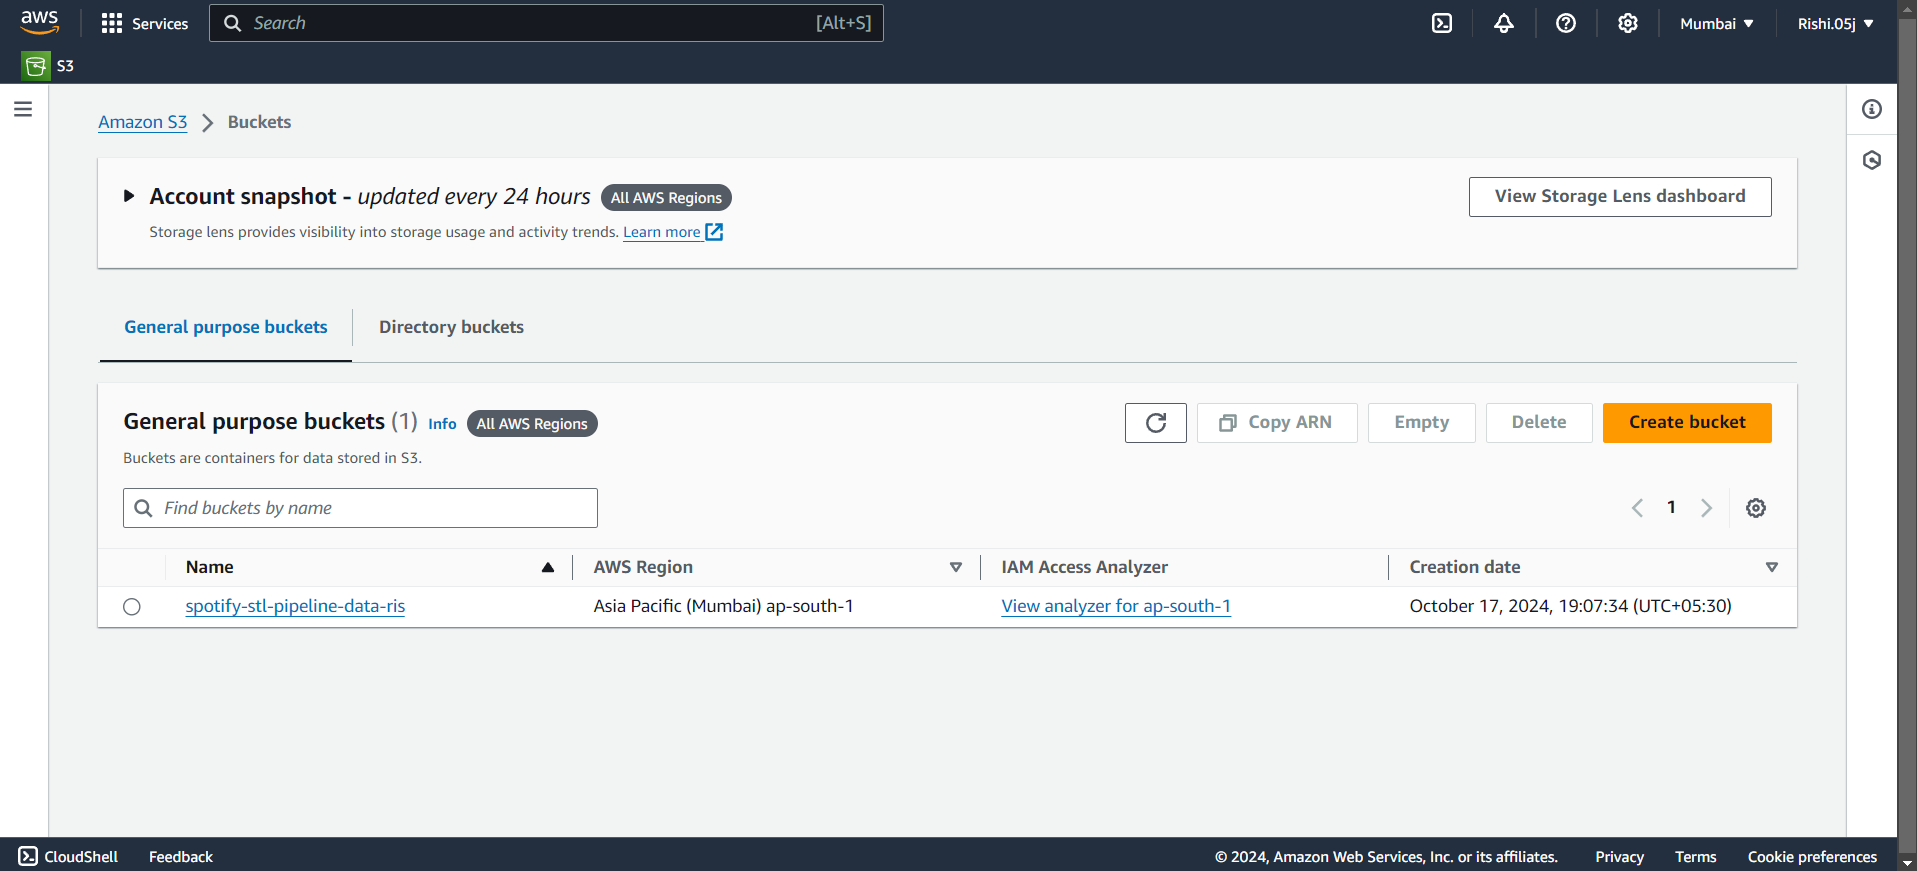 aws Services Search [Alt+S] Mumbai Rishi.05j
S3
Amazon S3 Buckets
Account snapshot - updated every 24 hours All AWS Regions View Storage Lens dashboard
Storage lens provides visibility into storage usage and activity trends. Learn more
General purpose buckets Directory buckets
General purpose buckets (1) Info All AWS Regions Copy ARN Empty Delete Create bucket
Buckets are containers for data stored in S3.
Find buckets by name 1
Name AWS Region IAM Access Analyzer Creation date
spotify-stl-pipeline-data-ris Asia Pacific (Mumbai) ap-south-1 View analyzer for ap-south-1 October 17, 2024, 19:07:34 (UTC+05:30)
CloudShell Feedback © 2024, Amazon Web Services, Inc. or its affiliates. Privacy Terms Cookie preferences